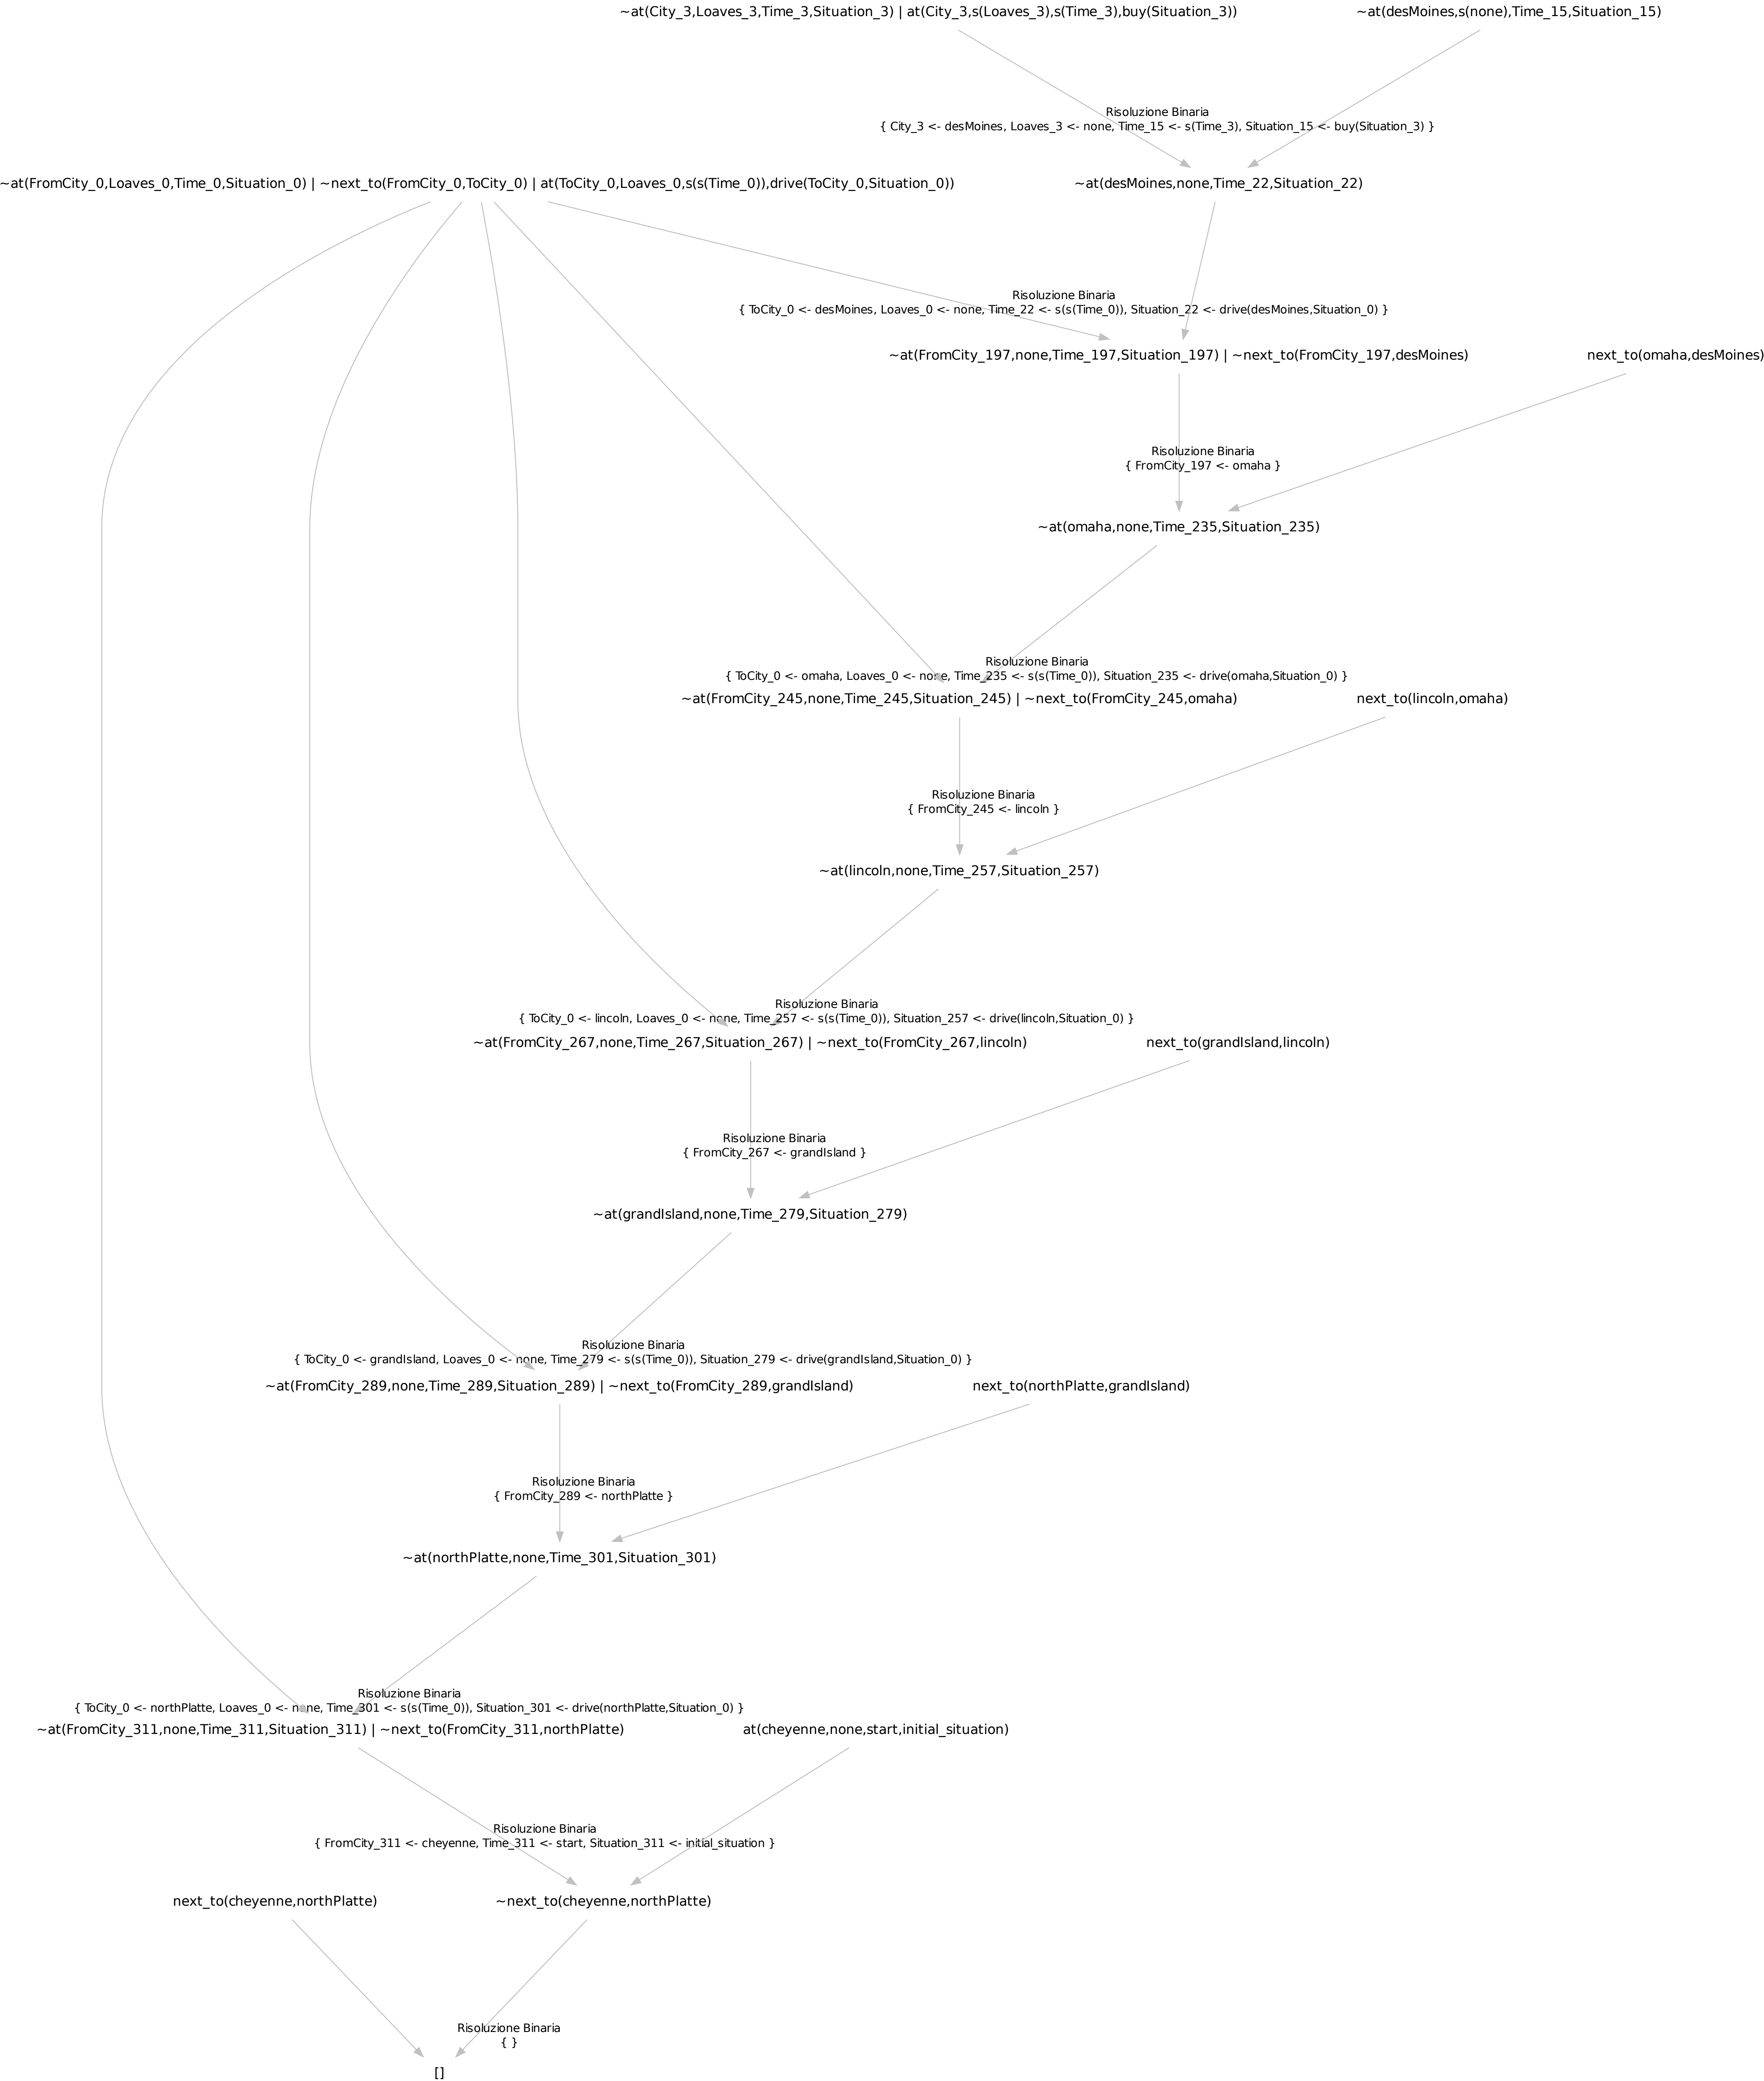 ~at(City_3,Loaves_3,Time_3,Situation_3) | at(City_3,s(Loaves_3),s(Time_3),buy(Situation_3))
~at(desMoines,s(none),Time_15,Situation_15)
Risoluzione Binaria
{ City_3 <- desMoines, Loaves_3 <- none, Time_15 <- s(Time_3), Situation_15 <- buy(Situation_3) }
~at(FromCity_0,Loaves_0,Time_0,Situation_0) | ~next_to(FromCity_0,ToCity_0) | at(ToCity_0,Loaves_0,s(s(Time_0)),drive(ToCity_0,Situation_0))
~at(desMoines,none,Time_22,Situation_22)
Risoluzione Binaria
{ ToCity_0 <- desMoines, Loaves_0 <- none, Time_22 <- s(s(Time_0)), Situation_22 <- drive(desMoines,Situation_0) }
~at(FromCity_197,none,Time_197,Situation_197) | ~next_to(FromCity_197,desMoines)
next_to(omaha,desMoines)
Risoluzione Binaria
{ FromCity_197 <- omaha }
~at(omaha,none,Time_235,Situation_235)
Risoluzione Binaria
{ ToCity_0 <- omaha, Loaves_0 <- none, Time_235 <- s(s(Time_0)), Situation_235 <- drive(omaha,Situation_0) }
~at(FromCity_245,none,Time_245,Situation_245) | ~next_to(FromCity_245,omaha)
next_to(lincoln,omaha)
Risoluzione Binaria
{ FromCity_245 <- lincoln }
~at(lincoln,none,Time_257,Situation_257)
Risoluzione Binaria
{ ToCity_0 <- lincoln, Loaves_0 <- none, Time_257 <- s(s(Time_0)), Situation_257 <- drive(lincoln,Situation_0) }
~at(FromCity_267,none,Time_267,Situation_267) | ~next_to(FromCity_267,lincoln)
next_to(grandIsland,lincoln)
Risoluzione Binaria
{ FromCity_267 <- grandIsland }
~at(grandIsland,none,Time_279,Situation_279)
Risoluzione Binaria
{ ToCity_0 <- grandIsland, Loaves_0 <- none, Time_279 <- s(s(Time_0)), Situation_279 <- drive(grandIsland,Situation_0) }
~at(FromCity_289,none,Time_289,Situation_289) | ~next_to(FromCity_289,grandIsland)
next_to(northPlatte,grandIsland)
Risoluzione Binaria
{ FromCity_289 <- northPlatte }
~at(northPlatte,none,Time_301,Situation_301)
Risoluzione Binaria
{ ToCity_0 <- northPlatte, Loaves_0 <- none, Time_301 <- s(s(Time_0)), Situation_301 <- drive(northPlatte,Situation_0) }
~at(FromCity_311,none,Time_311,Situation_311) | ~next_to(FromCity_311,northPlatte)
at(cheyenne,none,start,initial_situation)
Risoluzione Binaria
{ FromCity_311 <- cheyenne, Time_311 <- start, Situation_311 <- initial_situation }
next_to(cheyenne,northPlatte)
~next_to(cheyenne,northPlatte)
Risoluzione Binaria
{ }
[]